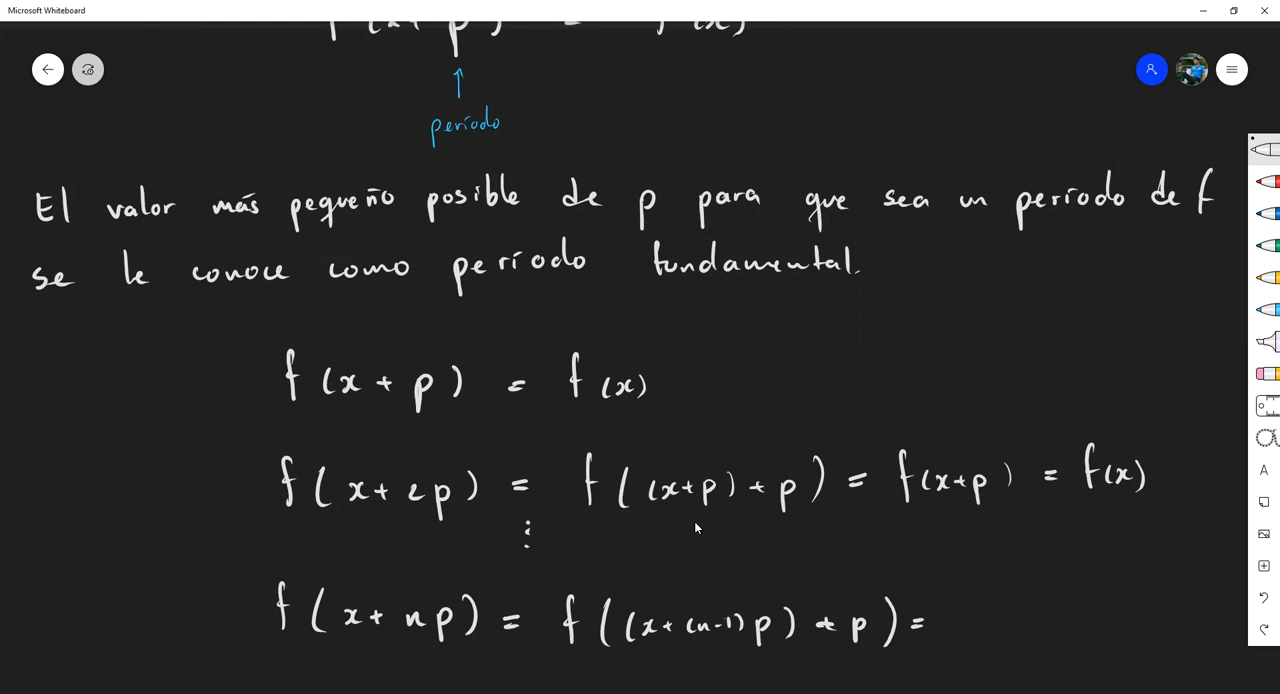 Microsoft Whiteboard
f(x+p) = f(x)
período
El valor más pequeño posible de p para que sea un período de f
se le conoce como período fundamental.
f(x + p) = f(x)
f(x+2p) = f((x+p)+p) = f(x+p) = f(x)
⋮
f(x+np) = f((x+(n-1)p)+p) =
A